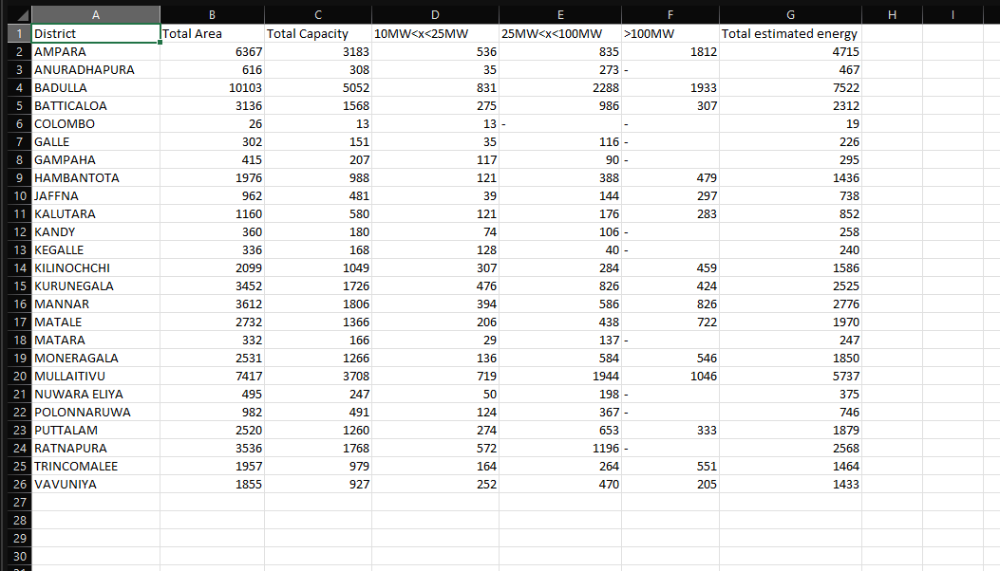 A B C D E F G H I
1 District Total Area Total Capacity 10MW<x<25MW 25MW<x<100MW >100MW Total estimated energy
2 AMPARA 6367 3183 536 835 1812 4715
3 ANURADHAPURA 616 308 35 273 - 467
4 BADULLA 10103 5052 831 2288 1933 7522
5 BATTICALOA 3136 1568 275 986 307 2312
6 COLOMBO 26 13 13 - - 19
7 GALLE 302 151 35 116 - 226
8 GAMPAHA 415 207 117 90 - 295
9 HAMBANTOTA 1976 988 121 388 479 1436
10 JAFFNA 962 481 39 144 297 738
11 KALUTARA 1160 580 121 176 283 852
12 KANDY 360 180 74 106 - 258
13 KEGALLE 336 168 128 40 - 240
14 KILINOCHCHI 2099 1049 307 284 459 1586
15 KURUNEGALA 3452 1726 476 826 424 2525
16 MANNAR 3612 1806 394 586 826 2776
17 MATALE 2732 1366 206 438 722 1970
18 MATARA 332 166 29 137 - 247
19 MONERAGALA 2531 1266 136 584 546 1850
20 MULLAITIVU 7417 3708 719 1944 1046 5737
21 NUWARA ELIYA 495 247 50 198 - 375
22 POLONNARUWA 982 491 124 367 - 746
23 PUTTALAM 2520 1260 274 653 333 1879
24 RATNAPURA 3536 1768 572 1196 - 2568
25 TRINCOMALEE 1957 979 164 264 551 1464
26 VAVUNIYA 1855 927 252 470 205 1433
27
28
29
30